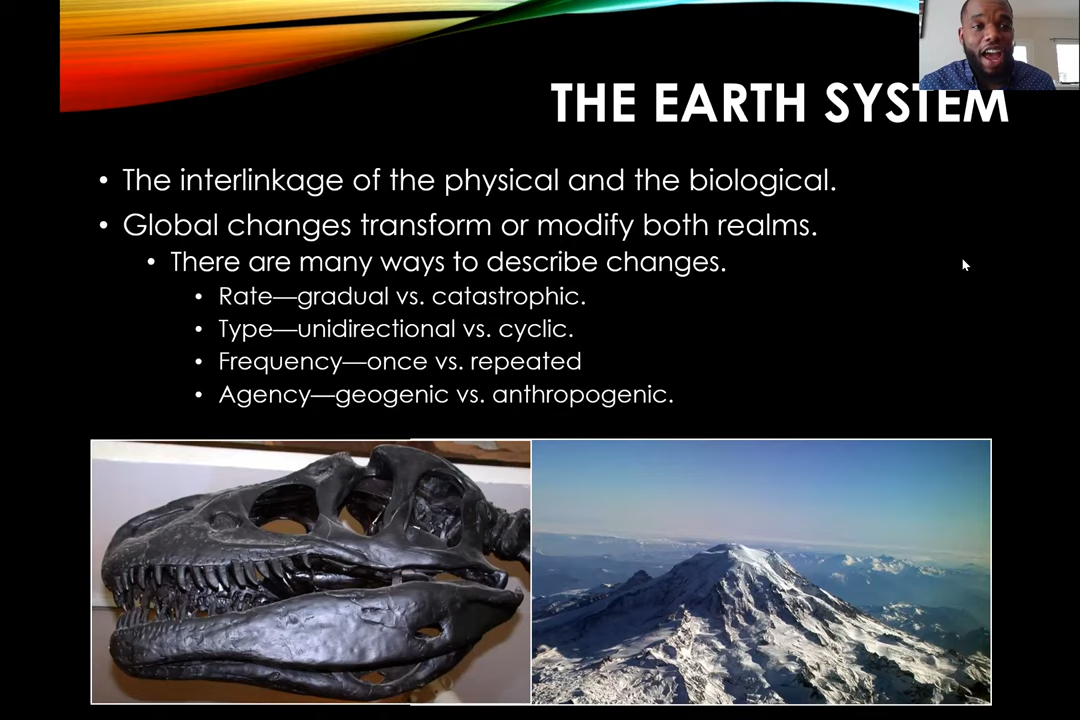 THE EARTH SYSTEM
• The interlinkage of the physical and the biological.
• Global changes transform or modify both realms.
• There are many ways to describe changes.
• Rate—gradual vs. catastrophic.
• Type—unidirectional vs. cyclic.
• Frequency—once vs. repeated
• Agency—geogenic vs. anthropogenic.